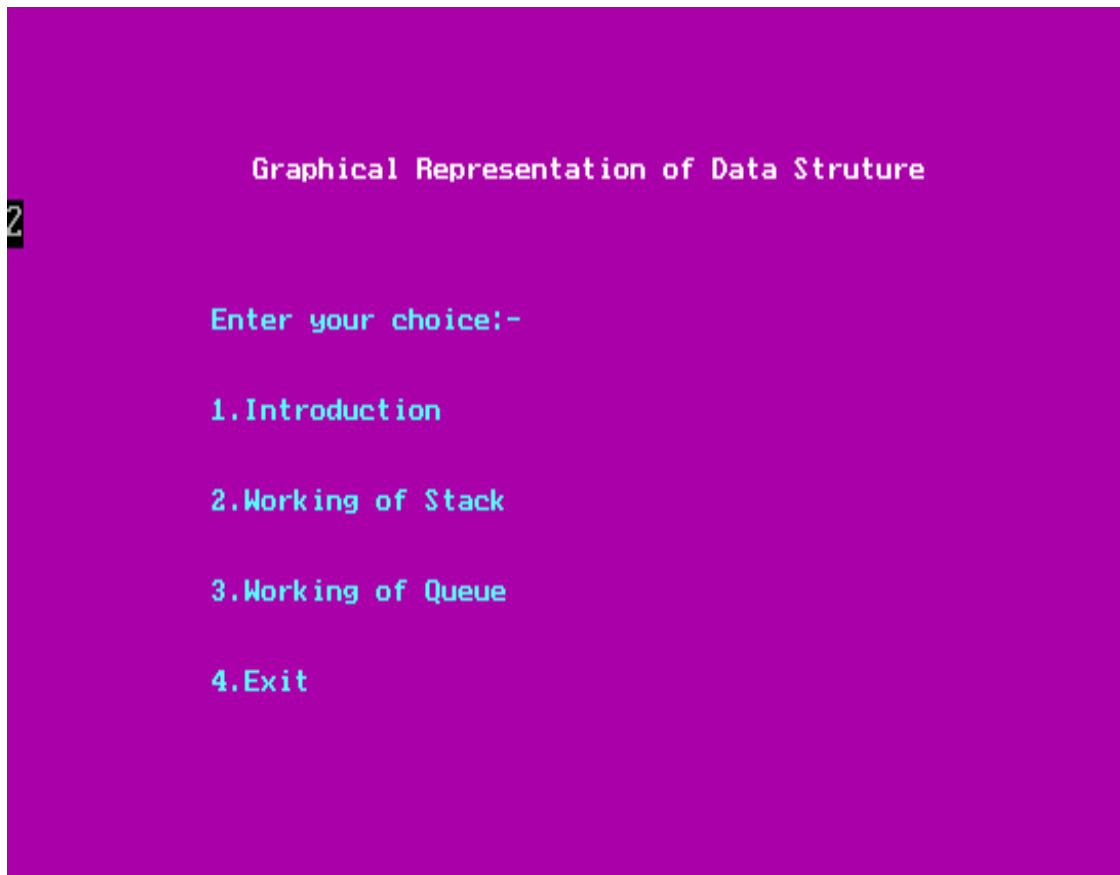 Graphical Representation of Data Struture
2
Enter your choice:-
1.Introduction
2.Working of Stack
3.Working of Queue
4.Exit